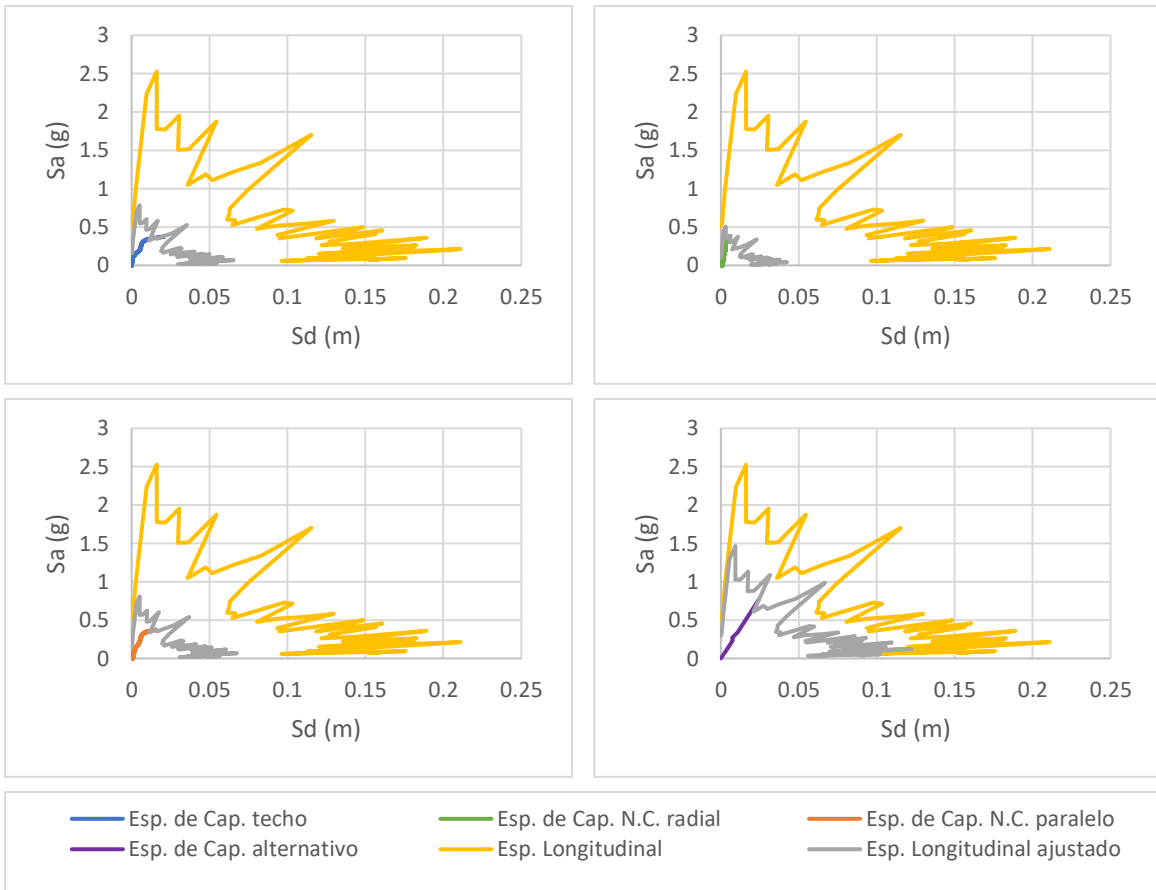 3
2.5
2
1.5
1
0.5
0
Sa (g)
0 0.05 0.1 0.15 0.2 0.25
Sd (m)
3
2.5
2
1.5
1
0.5
0
Sa (g)
0 0.05 0.1 0.15 0.2 0.25
Sd (m)
3
2.5
2
1.5
1
0.5
0
Sa (g)
0 0.05 0.1 0.15 0.2 0.25
Sd (m)
3
2.5
2
1.5
1
0.5
0
Sa (g)
0 0.05 0.1 0.15 0.2 0.25
Sd (m)
Esp. de Cap. techo Esp. de Cap. N.C. radial Esp. de Cap. N.C. paralelo
Esp. de Cap. alternativo Esp. Longitudinal Esp. Longitudinal ajustado